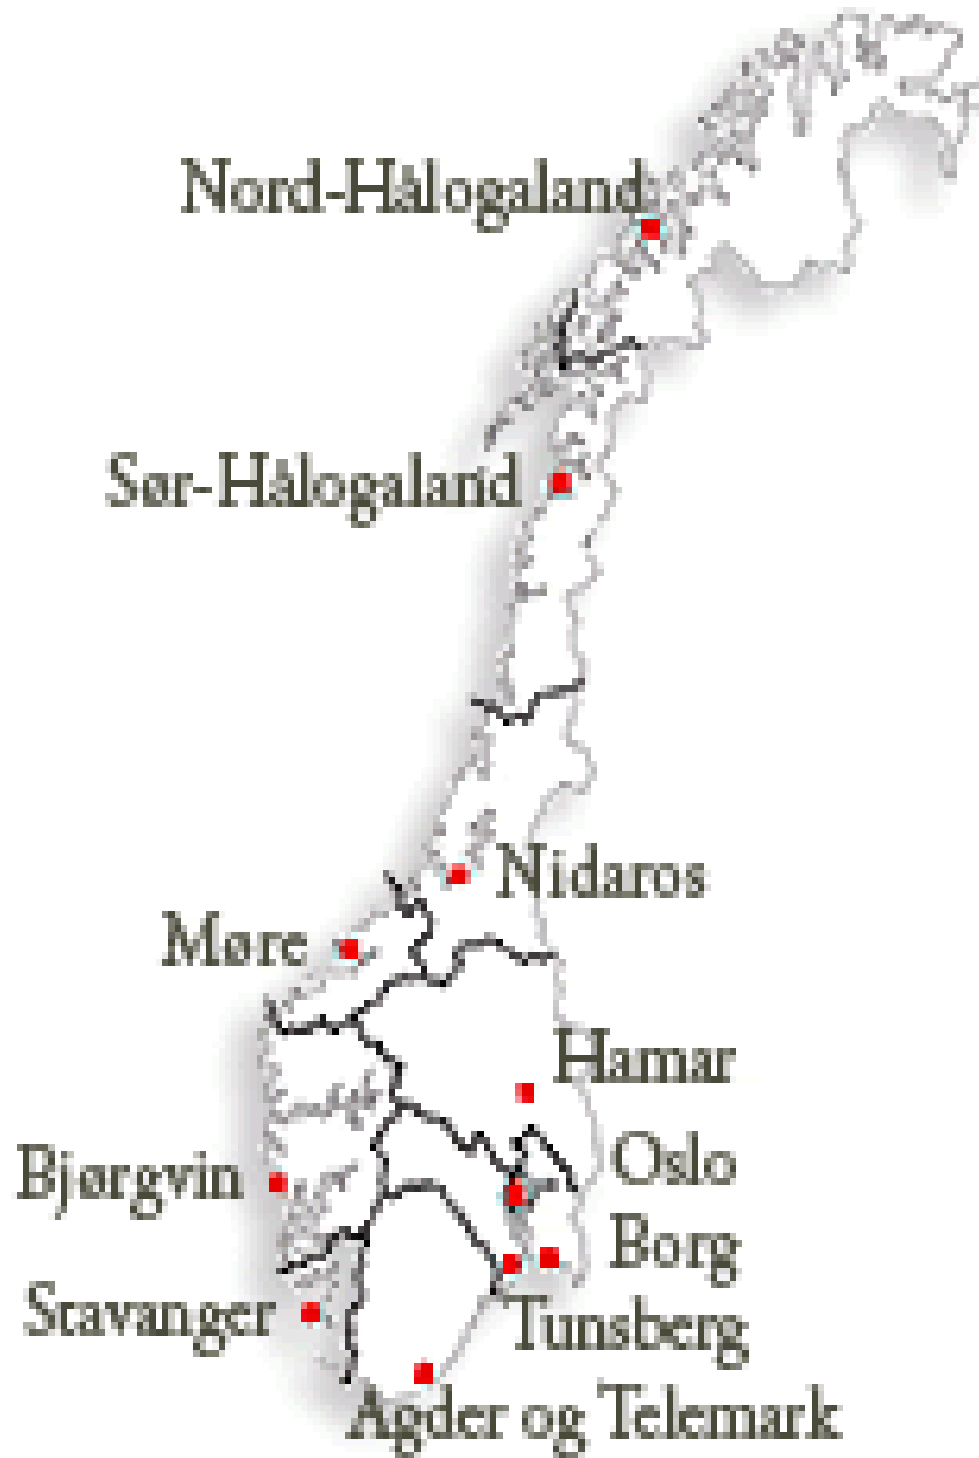 Nord-Hålogaland
Sør-Hålogaland
Nidaros
Møre
Hamar
Oslo
Bjørgvin
Borg
Stavanger
Tunsberg
Agder og Telemark